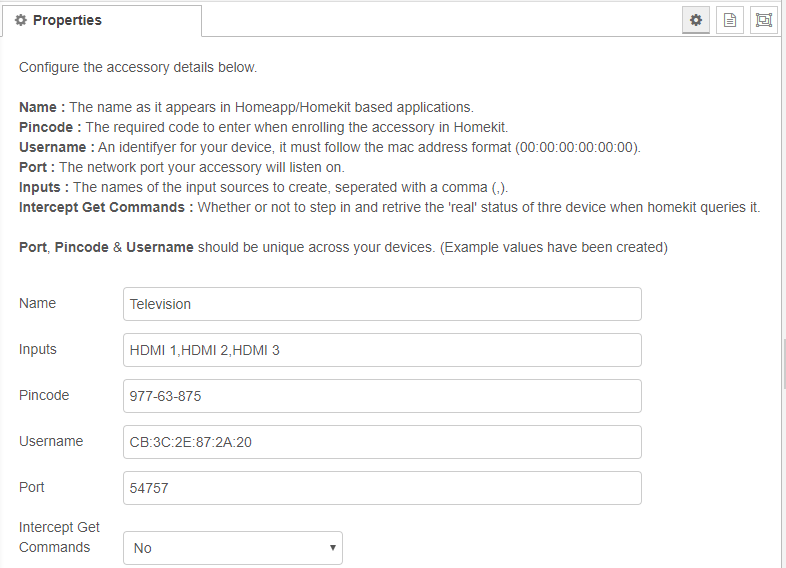 Properties
Configure the accessory details below.
Name : The name as it appears in Homeapp/Homekit based applications.
Pincode : The required code to enter when enrolling the accessory in Homekit.
Username : An identifyer for your device, it must follow the mac address format (00:00:00:00:00:00).
Port : The network port your accessory will listen on.
Inputs : The names of the input sources to create, seperated with a comma (,).
Intercept Get Commands : Whether or not to step in and retrive the 'real' status of thre device when homekit queries it.
Port, Pincode & Username should be unique across your devices. (Example values have been created)
Name Television
Inputs HDMI 1,HDMI 2,HDMI 3
Pincode 977-63-875
Username CB:3C:2E:87:2A:20
Port 54757
Intercept Get
Commands No